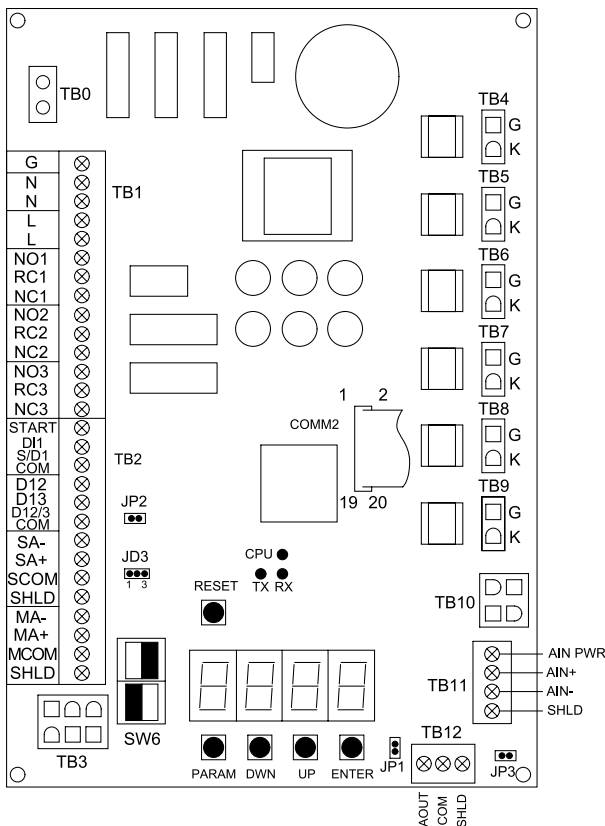 TB0
TB4
G
K
TB5
G
K
TB6
G
K
TB7
G
K
TB8
G
K
TB9
G
K
G
N
N
L
L
NO1
RC1
NC1
NO2
RC2
NC2
NO3
RC3
NC3
TB1
START
DI1
S/D1
COM
D12
D13
D12/3
COM
SA-
SA+
SCOM
SHLD
MA-
MA+
MCOM
SHLD
TB2
JP2
JD3
1 3
COMM2
1 2
19 20
CPU
TX RX
RESET
TB10
TB11
AIN PWR
AIN+
AIN-
SHLD
SW6
TB3
PARAM DWN UP ENTER
JP1
TB12
JP3
AOUT
COM
SHLD